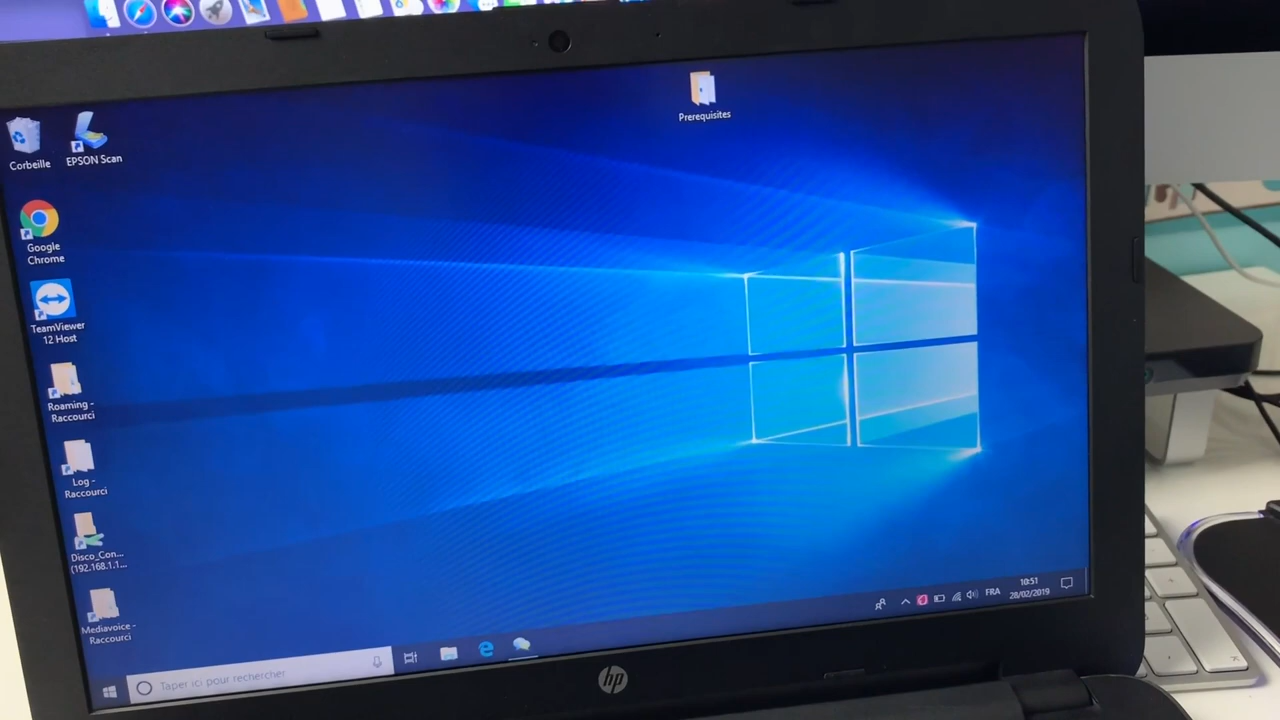 Prerequisites
Corbeille
EPSON Scan
Google
Chrome
TeamViewer
12 Host
Roaming -
Raccourci
Log -
Raccourci
Disco_Con...
(192.168.1.1...
Mediavoice -
Raccourci
Taper ici pour rechercher
FRA
10:51
28/02/2019
hp